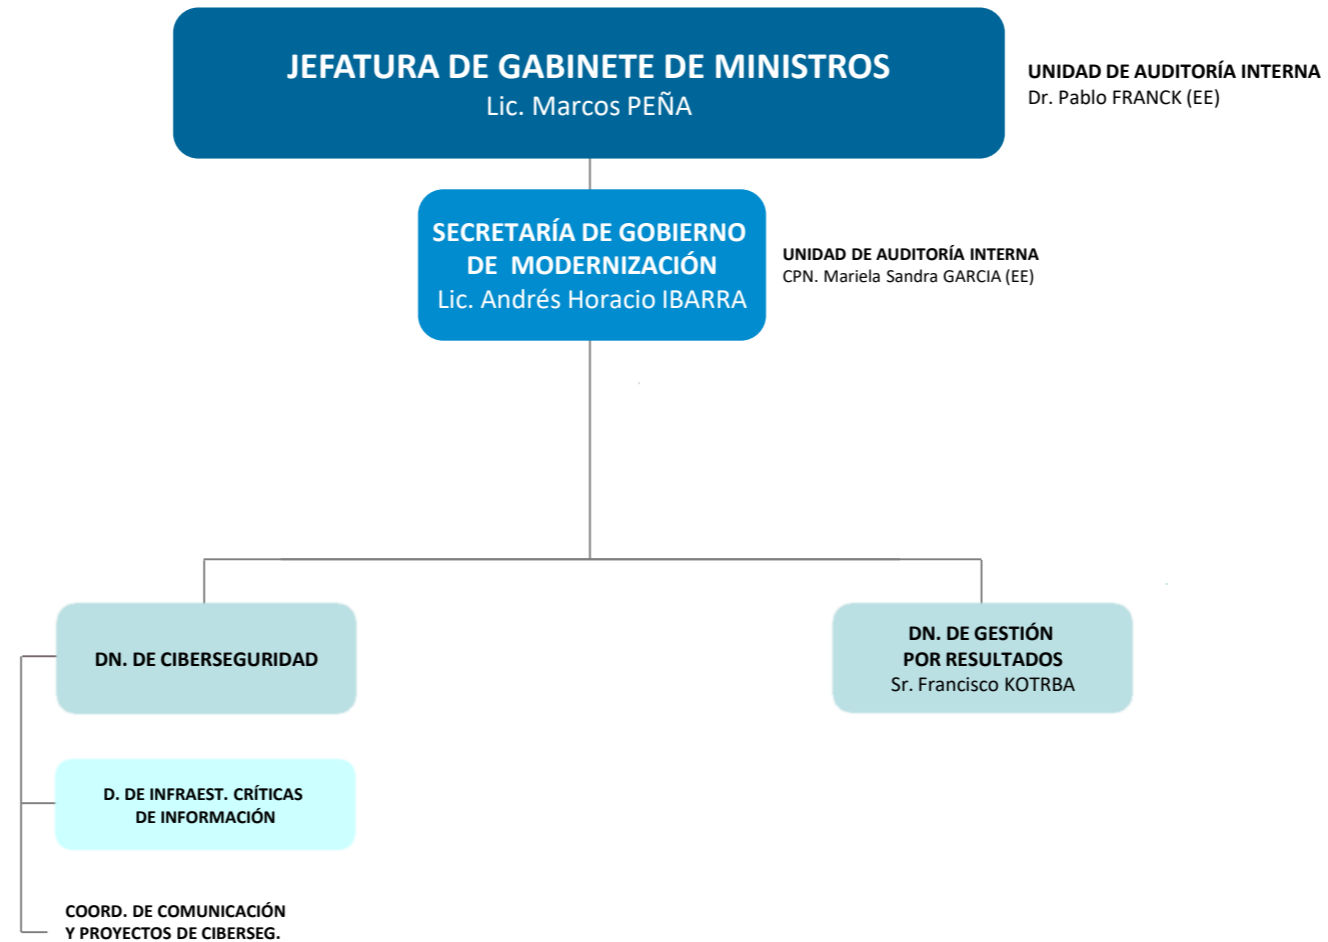 JEFATURA DE GABINETE DE MINISTROS
Lic. Marcos PEÑA
UNIDAD DE AUDITORÍA INTERNA
Dr. Pablo FRANCK (EE)
SECRETARÍA DE GOBIERNO
DE MODERNIZACIÓN
Lic. Andrés Horacio IBARRA
UNIDAD DE AUDITORÍA INTERNA
CPN. Mariela Sandra GARCIA (EE)
DN. DE CIBERSEGURIDAD
DN. DE GESTIÓN
POR RESULTADOS
Sr. Francisco KOTRBA
D. DE INFRAEST. CRÍTICAS
DE INFORMACIÓN
COORD. DE COMUNICACIÓN
Y PROYECTOS DE CIBERSEG.